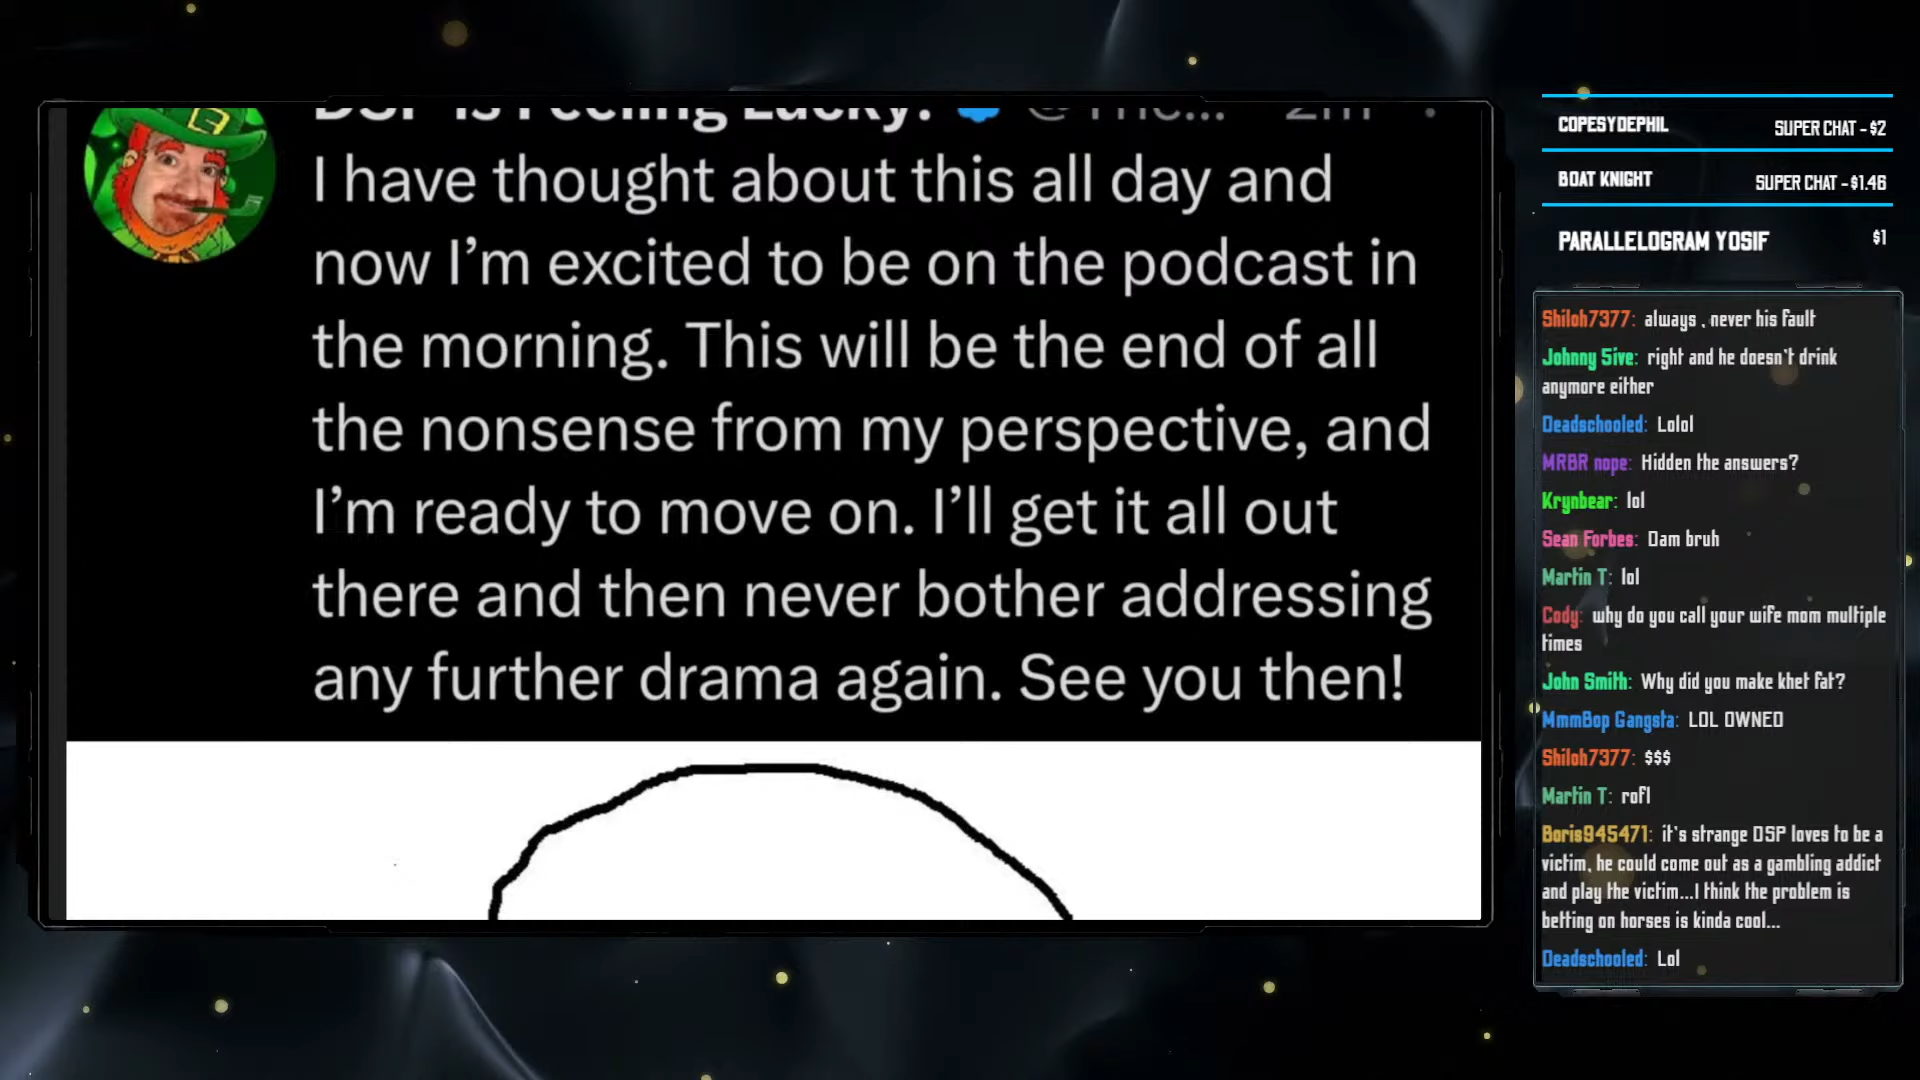 DSP is Feeling Lucky!
2m
I have thought about this all day and
now I'm excited to be on the podcast in
the morning. This will be the end of all
the nonsense from my perspective, and
I'm ready to move on. I'll get it all out
there and then never bother addressing
any further drama again. See you then!
COPESYDEPHIL SUPER CHAT - $2
BOAT KNIGHT SUPER CHAT - $1.46
PARALLELOGRAM YOSIF $1
Shiloh7377: always , never his fault
Johnny 5ive: right and he doesn't drink
anymore either
Deadschooled: Lolol
MRBR nope: Hidden the answers?
Krynbear: lol
Sean Forbes: Dam bruh
Martin T: lol
Cody: why do you call your wife mom multiple
times
John Smith: Why did you make khet fat?
MmmBop Gangsta: LOL OWNED
Shiloh7377: $$$
Martin T: rofl
Boris945471: it's strange DSP loves to be a
victim, he could come out as a gambling addict
and play the victim...I think the problem is
betting on horses is kinda cool...
Deadschooled: Lol